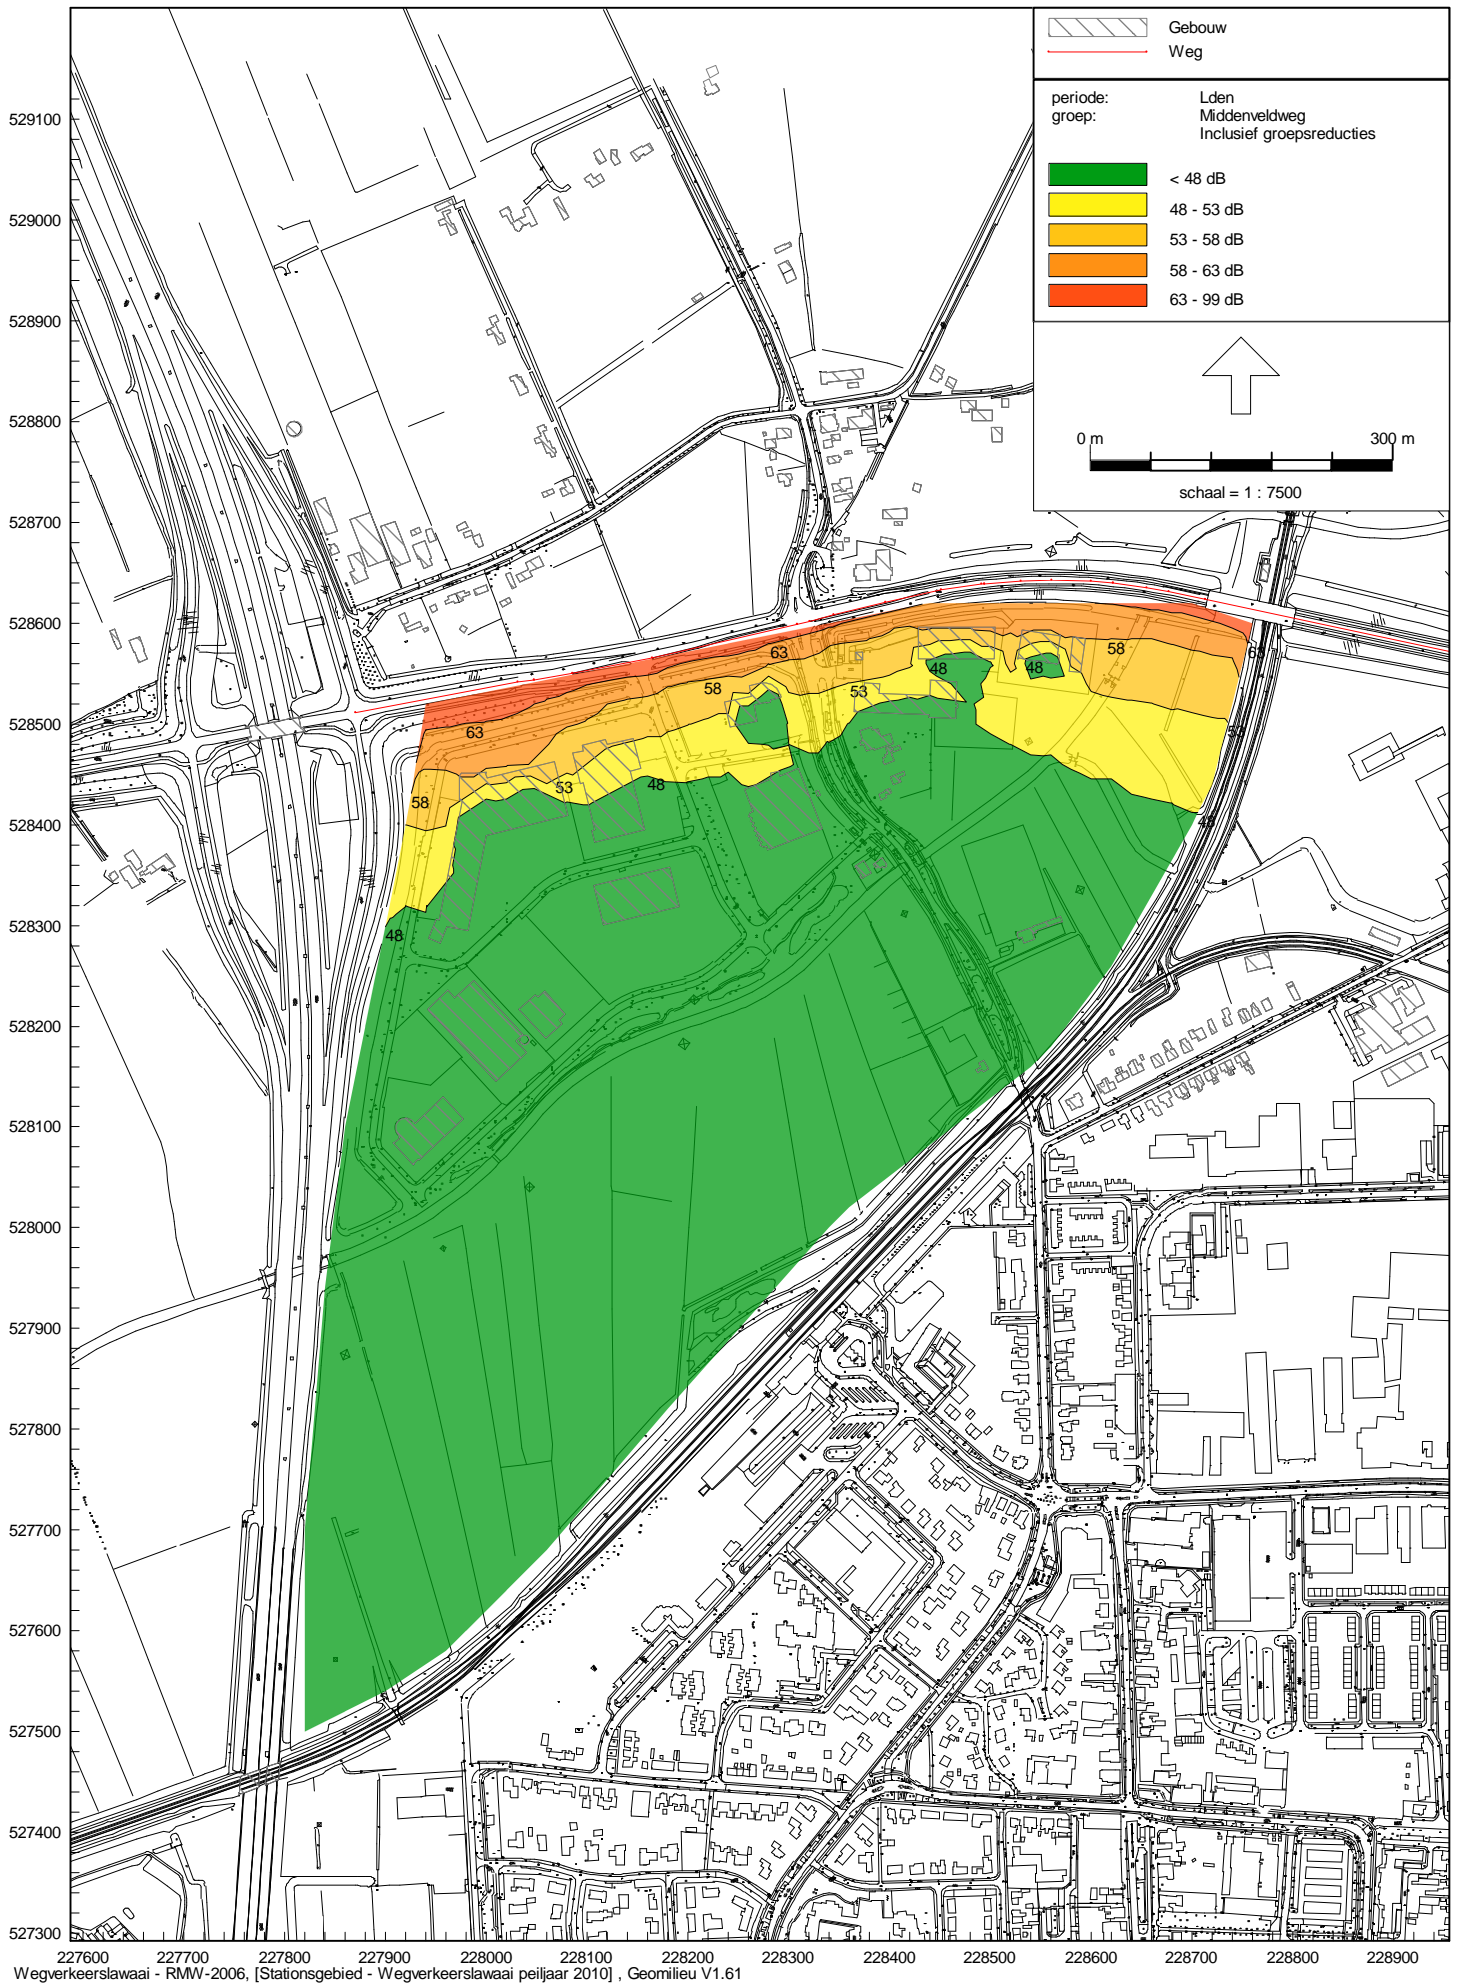 Gebouw
Weg
periode: Lden
groep: Middenveldweg
Inclusief groepsreducties
< 48 dB
48 - 53 dB
53 - 58 dB
58 - 63 dB
63 - 99 dB
0 m 300 m
schaal = 1 : 7500
529100
529000
528900
528800
528700
528600
528500
528400
528300
528200
528100
528000
527900
527800
527700
527600
527500
527400
527300
63
58
63
48
48
58
58
53
63
53
53
48
58
48
48
227600 227700 227800 227900 228000 228100 228200 228300 228400 228500 228600 228700 228800 228900
Wegverkeerslawaai - RMW-2006, [Stationsgebied - Wegverkeerslawaai peiljaar 2010] , Geomilieu V1.61